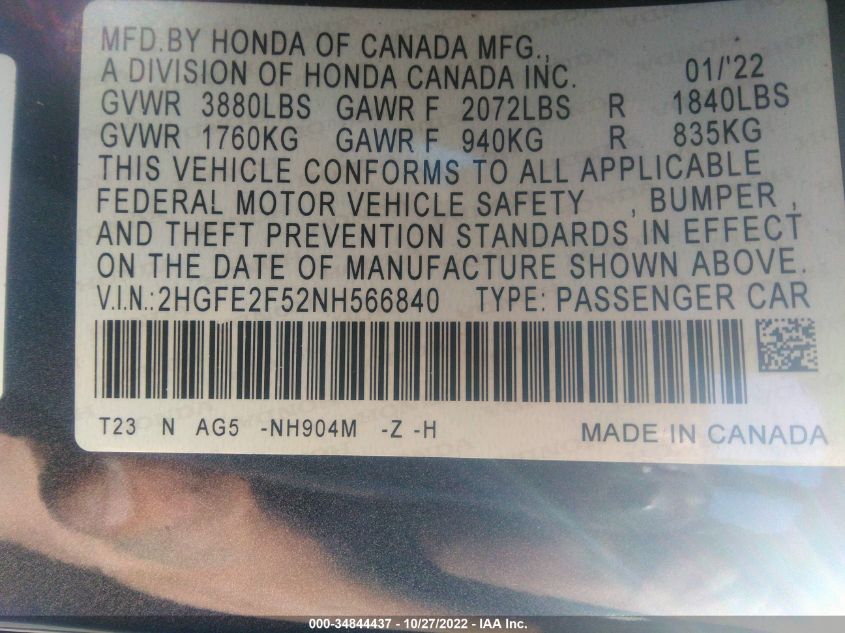 MFD.BY HONDA OF CANADA MFG.,
A DIVISION OF HONDA CANADA INC. 01/'22
GVWR 3880LBS GAWR F 2072LBS R 1840LBS
GVWR 1760KG GAWR F 940KG R 835KG
THIS VEHICLE CONFORMS TO ALL APPLICABLE
FEDERAL MOTOR VEHICLE SAFETY , BUMPER ,
AND THEFT PREVENTION STANDARDS IN EFFECT
ON THE DATE OF MANUFACTURE SHOWN ABOVE.
V.I.N.:2HGFE2F52NH566840 TYPE: PASSENGER CAR
T23 N AG5 -NH904M -Z -H MADE IN CANADA
000-34844437 - 10/27/2022 - IAA Inc.